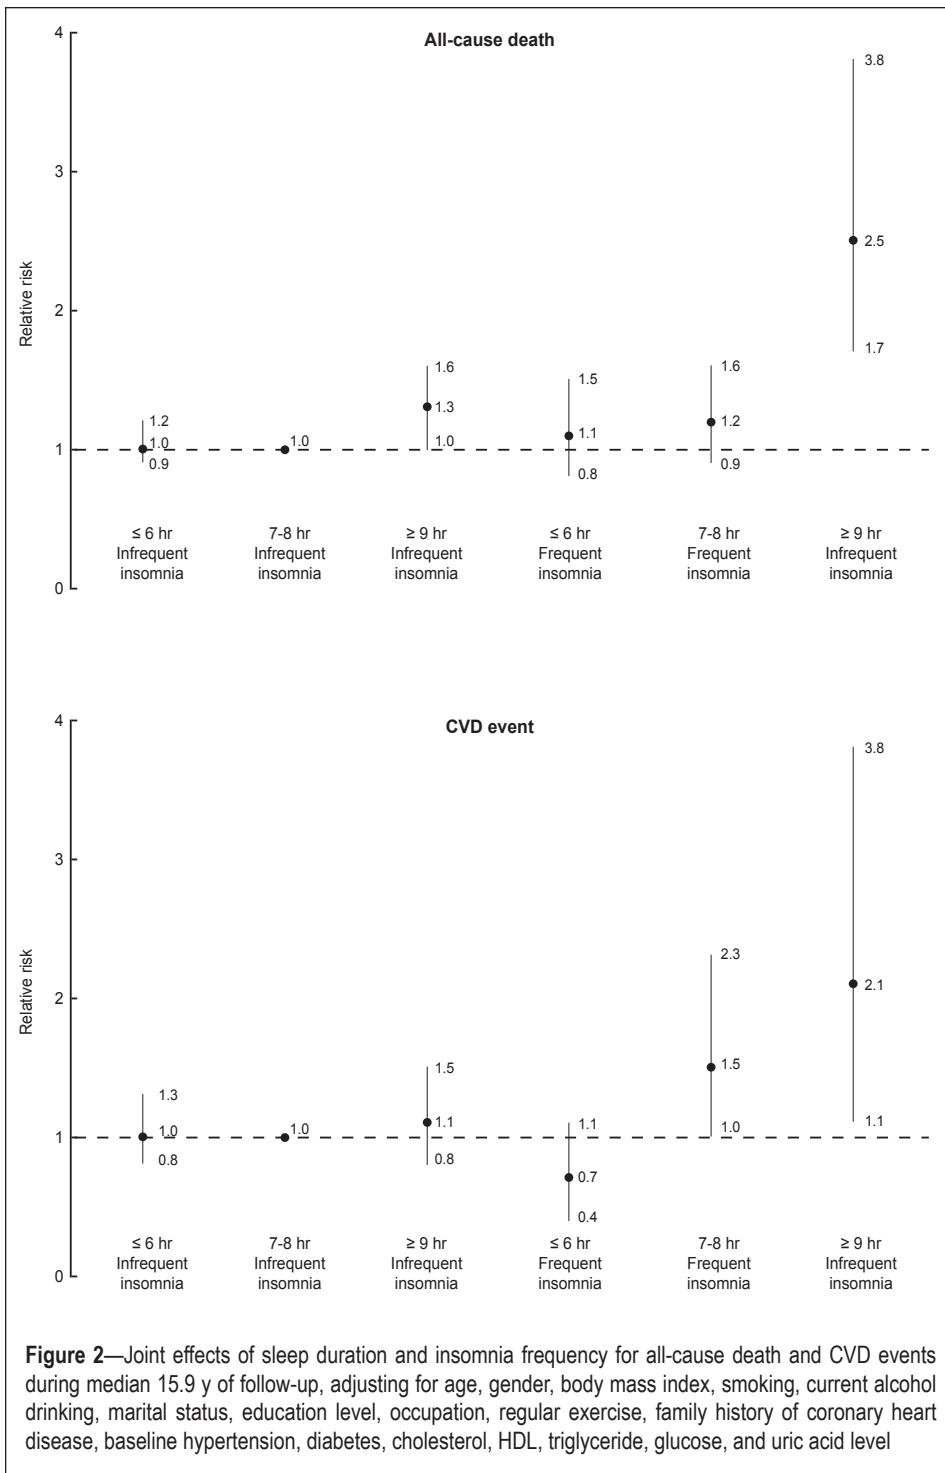 All-cause death
4
3
2
1
0
Relative risk
1.2
1.0
0.9
1.0
1.6
1.3
1.0
1.5
1.1
0.8
1.6
1.2
0.9
3.8
2.5
1.7
≤ 6 hr
Infrequent
insomnia
7-8 hr
Infrequent
insomnia
≥ 9 hr
Infrequent
insomnia
≤ 6 hr
Frequent
insomnia
7-8 hr
Frequent
insomnia
≥ 9 hr
Infrequent
insomnia
CVD event
4
3
2
1
0
Relative risk
1.3
1.0
0.8
1.0
1.5
1.1
0.8
1.1
0.7
0.4
2.3
1.5
1.0
3.8
2.1
1.1
≤ 6 hr
Infrequent
insomnia
7-8 hr
Infrequent
insomnia
≥ 9 hr
Infrequent
insomnia
≤ 6 hr
Frequent
insomnia
7-8 hr
Frequent
insomnia
≥ 9 hr
Infrequent
insomnia
Figure 2—Joint effects of sleep duration and insomnia frequency for all-cause death and CVD events
during median 15.9 y of follow-up, adjusting for age, gender, body mass index, smoking, current alcohol
drinking, marital status, education level, occupation, regular exercise, family history of coronary heart
disease, baseline hypertension, diabetes, cholesterol, HDL, triglyceride, glucose, and uric acid level